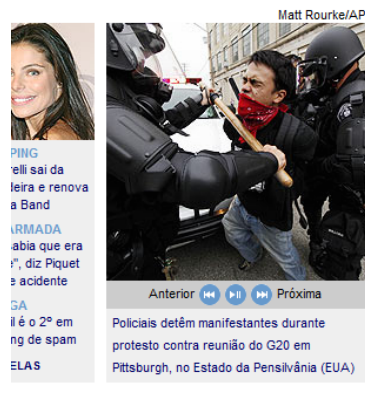 Matt Rourke/AP
PING
relli sai da
deira e renova
a Band
ARMADA
sabia que era
e", diz Piquet
e acidente
GA
il é o 2º em
ng de spam
ELAS
Anterior
Próxima
Policiais detêm manifestantes durante
protesto contra reunião do G20 em
Pittsburgh, no Estado da Pensilvânia (EUA)